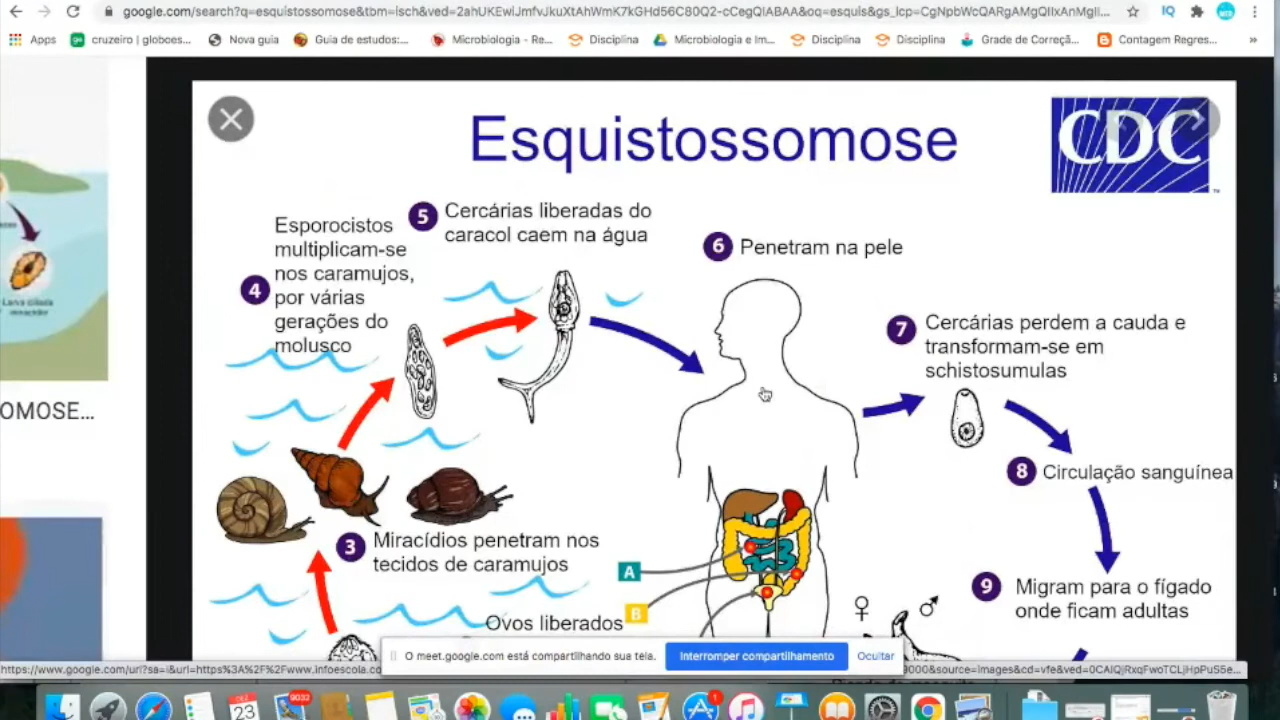 google.com/search?q=esquistossomose&tbm=isch&ved=2ahUKEwiJmfvJkuXtAhWmK7kGHd56C80Q2-cCegQIABAA&oq=esquis&gs_lcp=CgNpbWcQARgAMgQIIxAnMgII...
Apps
cruzeiro | globoes...
Nova guia
Guia de estudos:...
Microbiologia - Re...
Disciplina
Microbiologia e Im...
Disciplina
Disciplina
Grade de Correçã...
Contagem Regres...
»
Esquistossomose
CDC
5 Cercárias liberadas do
caracol caem na água
4 Esporocistos
multiplicam-se
nos caramujos,
por várias
gerações do
molusco
6 Penetram na pele
7 Cercárias perdem a cauda e
transformam-se em
schistosumulas
Larva ciliada
miracídio
OMOSE...
8 Circulação sanguínea
3 Miracídios penetram nos
tecidos de caramujos
A
B
9 Migram para o fígado
onde ficam adultas
Ovos liberados
♀ ♂
O meet.google.com está compartilhando sua tela.
Interromper compartilhamento
Ocultar
9032
23
1